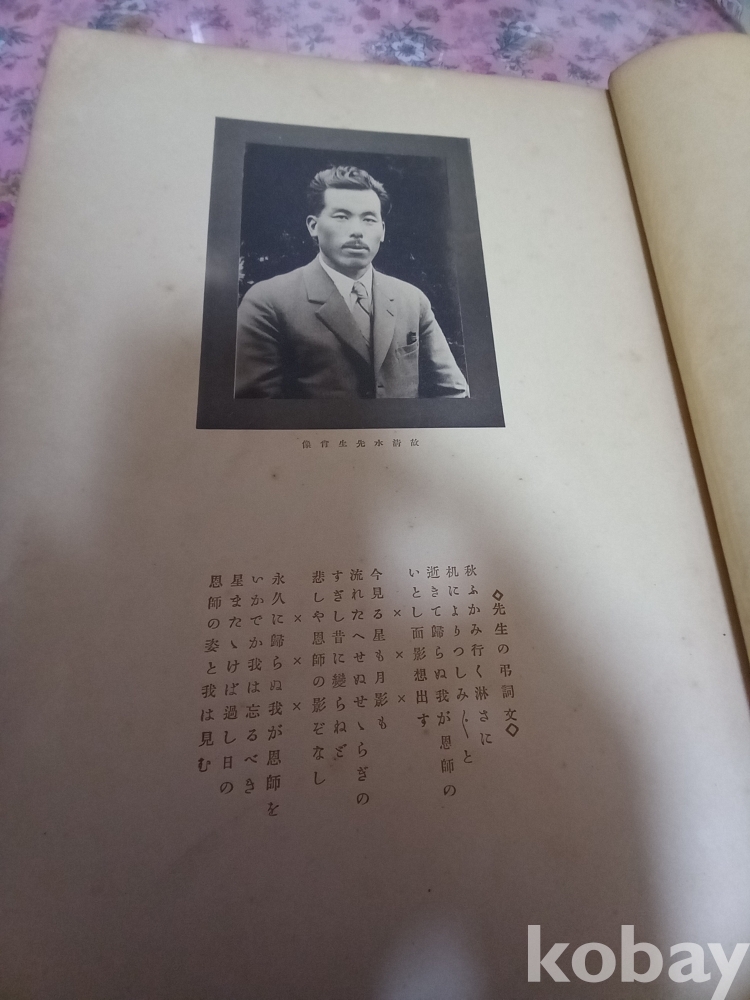 故清水先生肖像
◇先生の弔詞文◇
秋ふかみ行く淋さに
机によりつしみ〴〵と
逝きて歸らぬ我が恩師の
いとし面影想出す
× × ×
今見る星も月影も
流れたへせぬせゝらぎの
すぎし昔に變らねど
悲しや恩師の影ぞなし
× × ×
永久に歸らぬ我が恩師を
いかでか我は忘るべき
星またゝけば過し日の
恩師の姿と我は見む
kobay